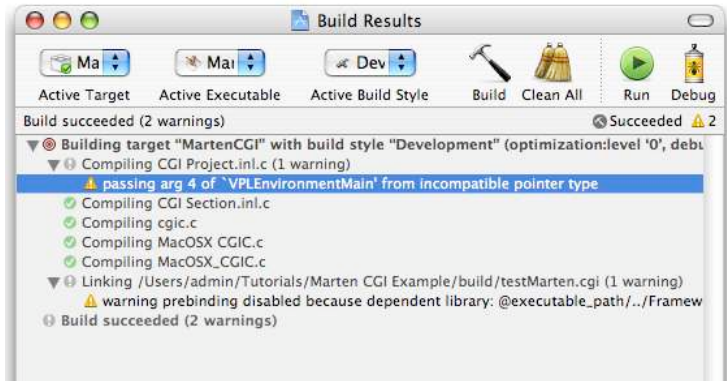 Build Results
Ma Mai Dev
Active Target Active Executable Active Build Style Build Clean All Run Debug
Build succeeded (2 warnings) Succeeded 2
Building target "MartenCGI" with build style "Development" (optimization:level '0', debu
Compiling CGI Project.inl.c (1 warning)
passing arg 4 of `VPLEnvironmentMain' from incompatible pointer type
Compiling CGI Section.inl.c
Compiling cgic.c
Compiling MacOSX CGIC.c
Compiling MacOSX_CGIC.c
Linking /Users/admin/Tutorials/Marten CGI Example/build/testMarten.cgi (1 warning)
warning prebinding disabled because dependent library: @executable_path/../Framew
Build succeeded (2 warnings)